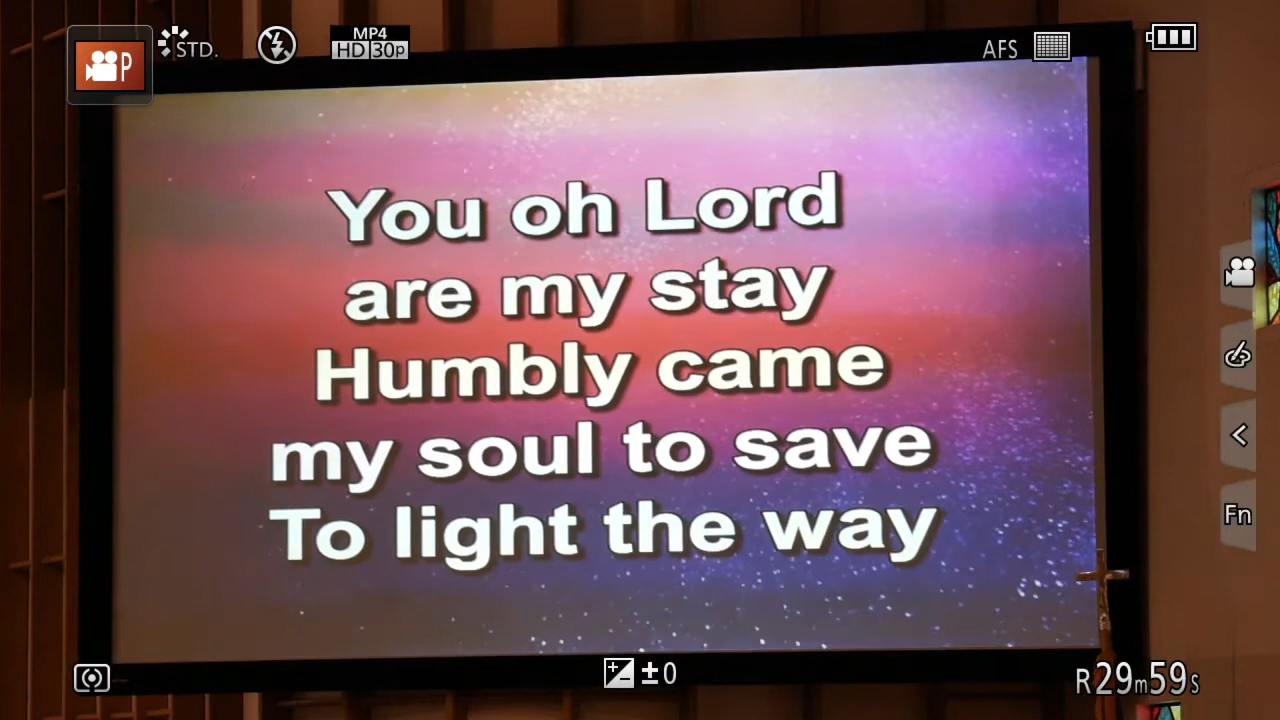 P STD. MP4 AFS
HD 30p
You oh Lord
are my stay
Humbly came
my soul to save
To light the way
Fn
±0 R29m59s